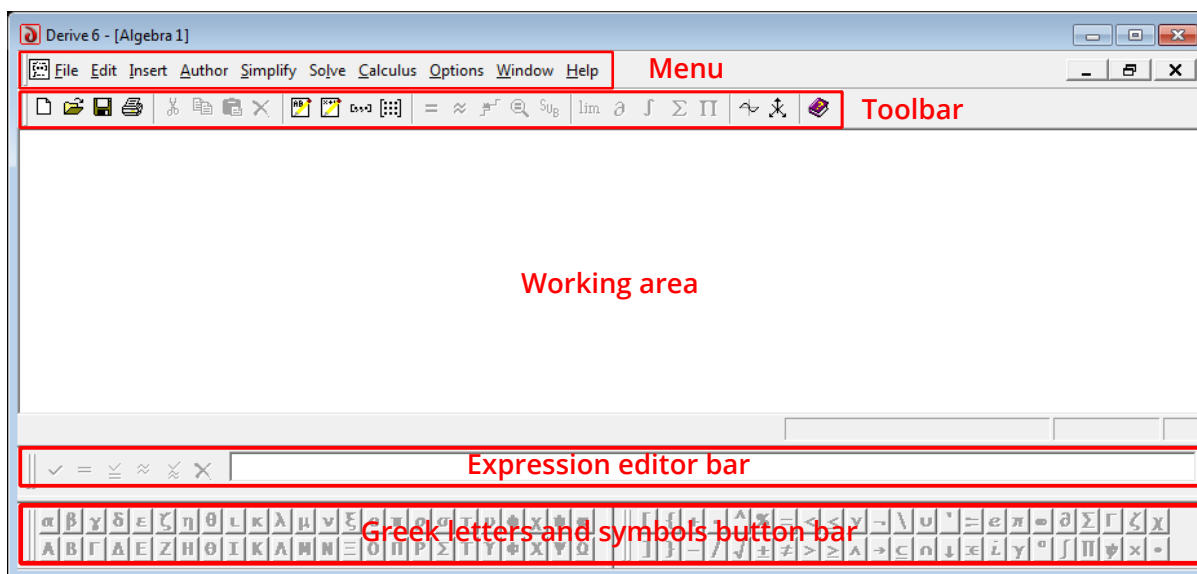 Derive 6 - [Algebra 1]
File Edit Insert Author Simplify Solve Calculus Options Window Help Menu
= ≈ SUB lim ∂ ∫ Σ Π Toolbar
Working area
= ≈ Expression editor bar
α β γ δ ε ζ η θ ι κ λ μ ν ξ
Greek letters and symbols button bar
Α Β Γ Δ Ε Ζ Η Θ Ι Κ Λ Μ Ν Ξ Ο Π Ρ Σ Τ Υ Φ Χ Ψ Ω